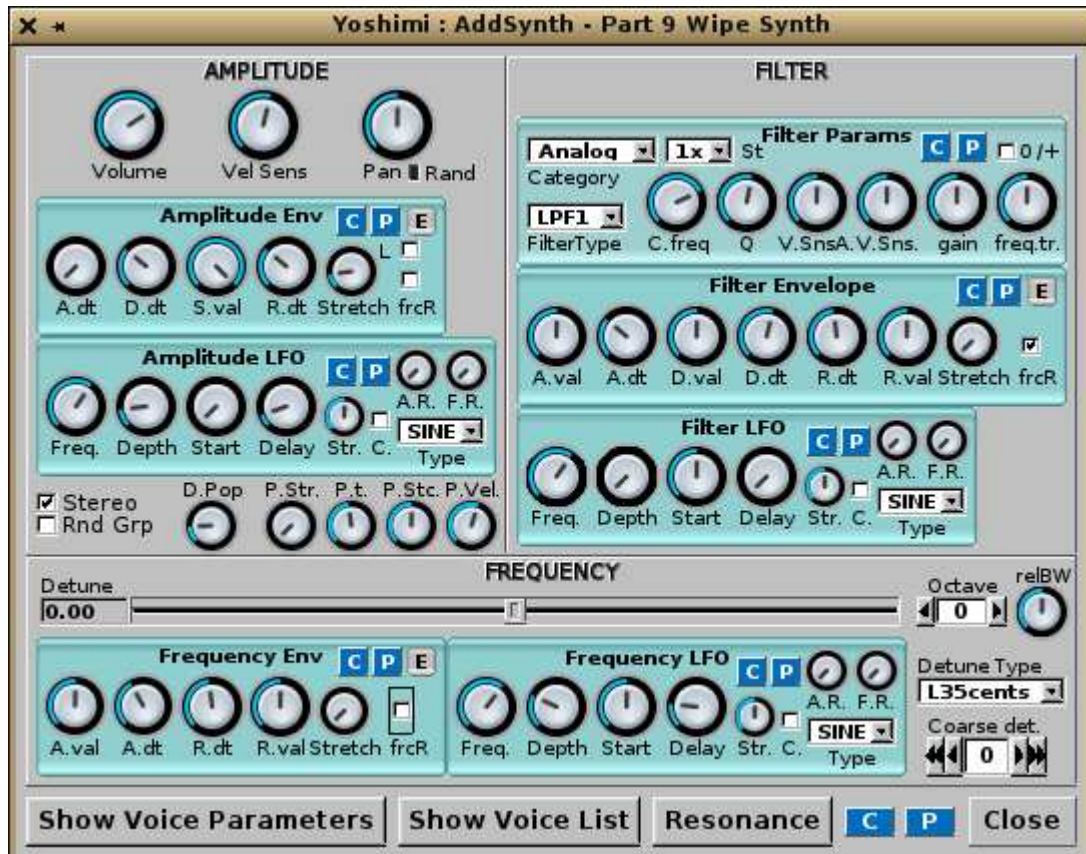 Yoshimi : AddSynth - Part 9 Wipe Synth
AMPLITUDE
Volume Vel Sens Pan Rand
Amplitude Env C P E
L
A.dt D.dt S.val R.dt Stretch frcR
Amplitude LFO C P
A.R. F.R.
SINE
Freq. Depth Start Delay Str. C. Type
Stereo D.Pop P.Str. P.t. P.Stc. P.Vel.
Rnd Grp
FILTER
Analog 1x St Filter Params C P 0/+
Category
LPF1
FilterType C.freq Q V.SnsA. V.Sns. gain freq.tr.
Filter Envelope C P E
A.val A.dt D.val D.dt R.dt R.val Stretch frcR
Filter LFO C P
A.R. F.R.
SINE
Freq. Depth Start Delay Str. C. Type
FREQUENCY
Detune Octave relBW
0.00 0
Frequency Env C P E
A.val A.dt R.dt R.val Stretch frcR
Frequency LFO C P
A.R. F.R.
SINE
Freq. Depth Start Delay Str. C. Type
Detune Type
L35cents
Coarse det.
0
Show Voice Parameters Show Voice List Resonance C P Close